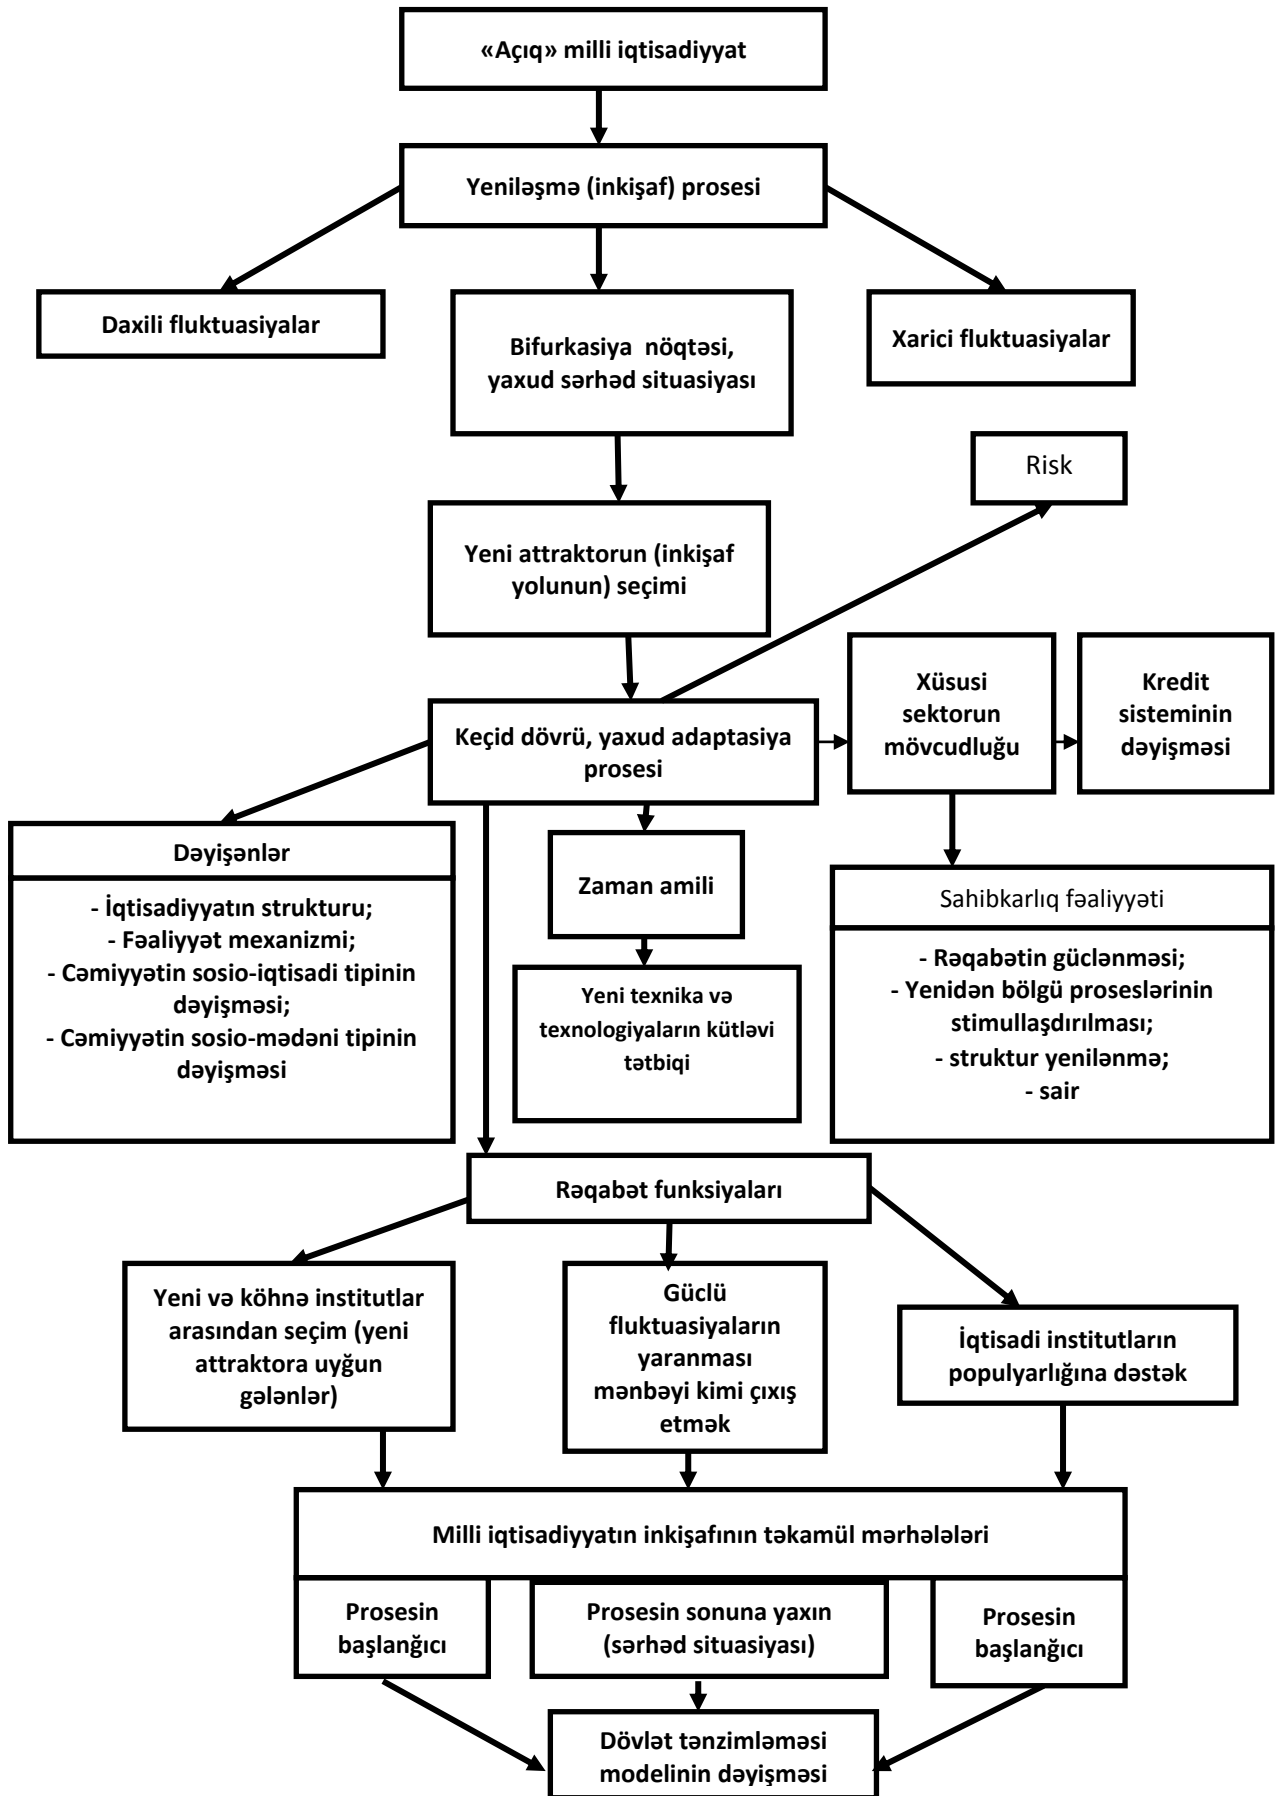 «Açıq» milli iqtisadiyyat
Yeniləşmə (inkişaf) prosesi
Daxili fluktuasiyalar
Bifurkasiya nöqtəsi,
yaxud sərhəd situasiyası
Xarici fluktuasiyalar
Risk
Yeni attraktorun (inkişaf
yolunun) seçimi
Keçid dövrü, yaxud adaptasiya
prosesi
Xüsusi
sektorun
mövcudluğu
Kredit
sisteminin
dəyişməsi
Dəyişənlər
- İqtisadiyyatın strukturu;
- Fəaliyyət mexanizmi;
- Cəmiyyətin sosio-iqtisadi tipinin
dəyişməsi;
- Cəmiyyətin sosio-mədəni tipinin
dəyişməsi
Zaman amili
Yeni texnika və
texnologiyaların kütləvi
tətbiqi
Sahibkarlıq fəaliyyəti
- Rəqabətin güclənməsi;
- Yenidən bölgü proseslərinin
stimullaşdırılması;
- struktur yenilənmə;
- sair
Rəqabət funksiyaları
Yeni və köhnə institutlar
arasından seçim (yeni
attraktora uyğun
gələnlər)
Güclü
fluktuasiyaların
yaranması
mənbəyi kimi çıxış
etmək
İqtisadi institutların
populyarlığına dəstək
Milli iqtisadiyyatın inkişafının təkamül mərhələləri
Prosesin
başlanğıcı
Prosesin sonuna yaxın
(sərhəd situasiyası)
Prosesin
başlanğıcı
Dövlət tənzimləməsi
modelinin dəyişməsi